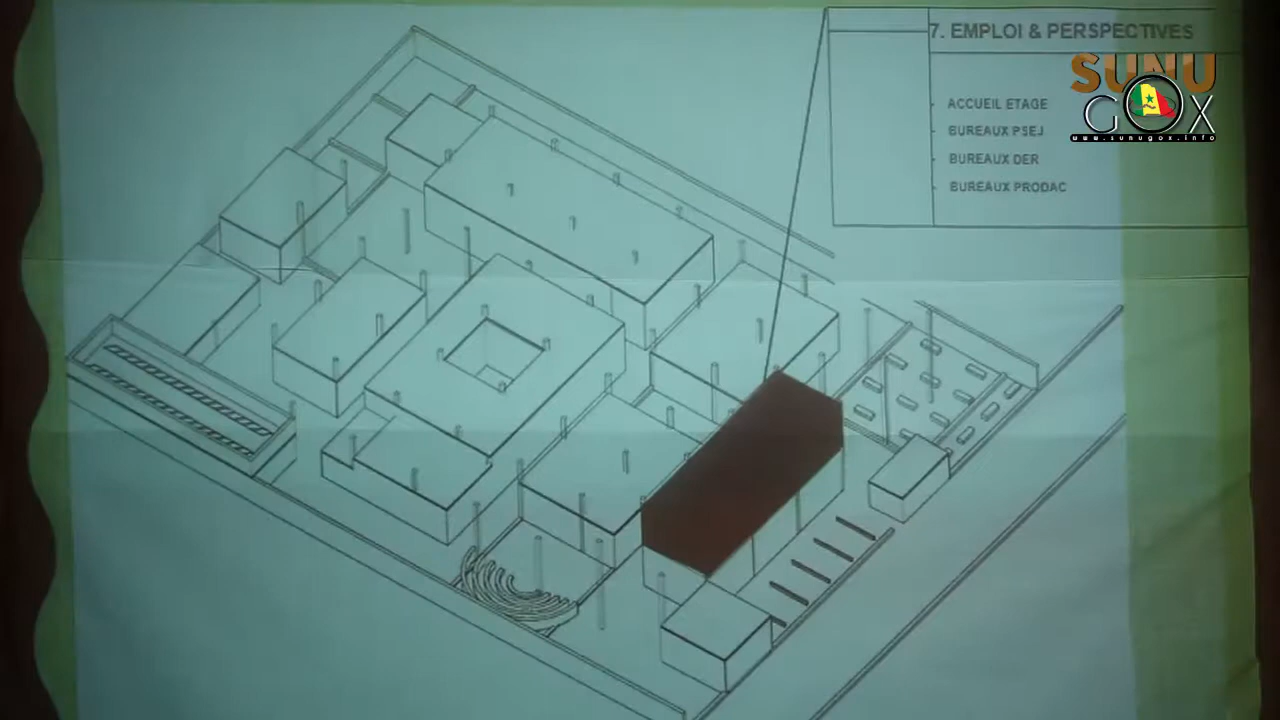 7. EMPLOI & PERSPECTIVES
SUNU
GOX
www.sunugox.info
ACCUEIL ETAGE
BUREAUX PSEJ
BUREAUX DER
BUREAUX PRODAC